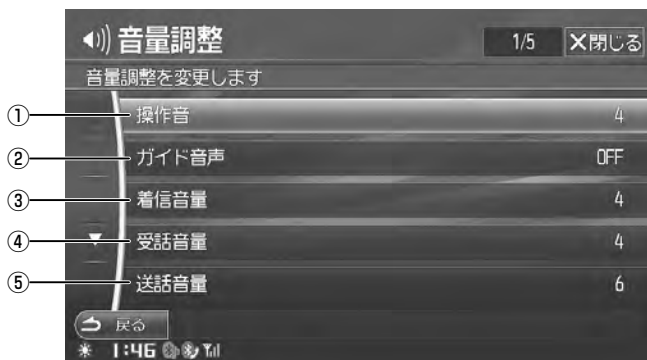 音量調整 1/5 ×閉じる
音量調整を変更します
① 操作音 4
② ガイド音声 OFF
③ 着信音量 4
④ 受話音量 4
⑤ 送話音量 6
戻る
1:46